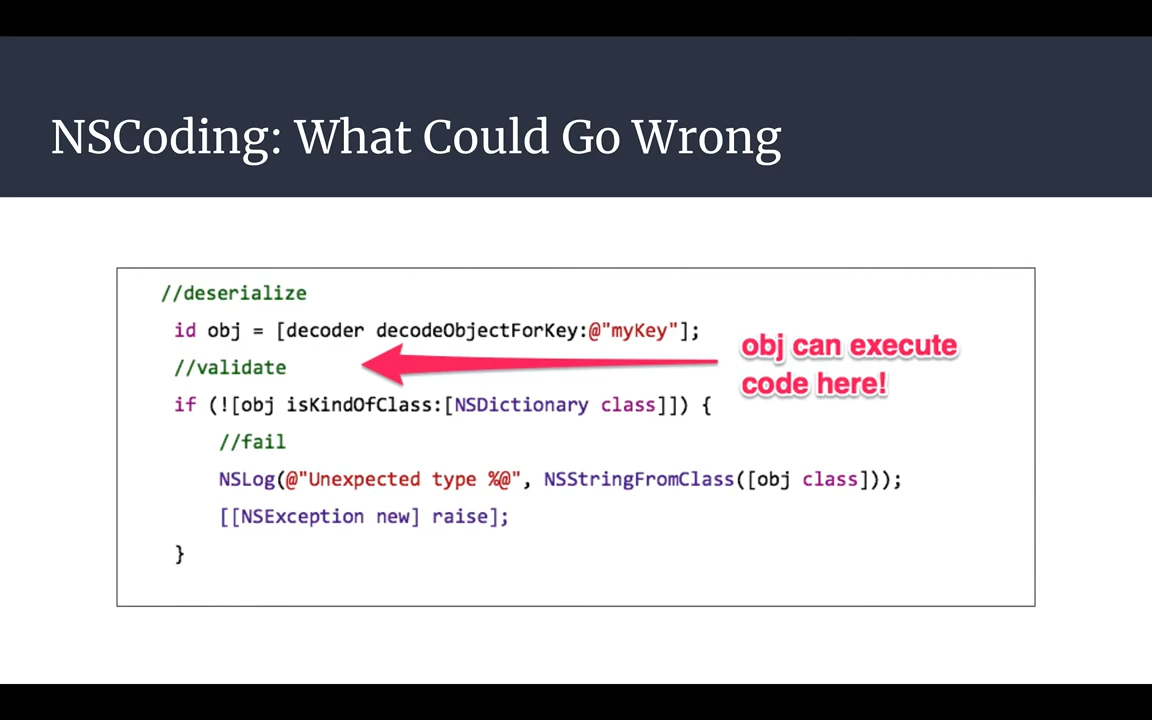 NSCoding: What Could Go Wrong
//deserialize
id obj = [decoder decodeObjectForKey:@"myKey"];
//validate
if (![obj isKindOfClass:[NSDictionary class]]) {
//fail
NSLog(@"Unexpected type %@", NSStringFromClass([obj class]));
[[NSException new] raise];
}
obj can execute
code here!